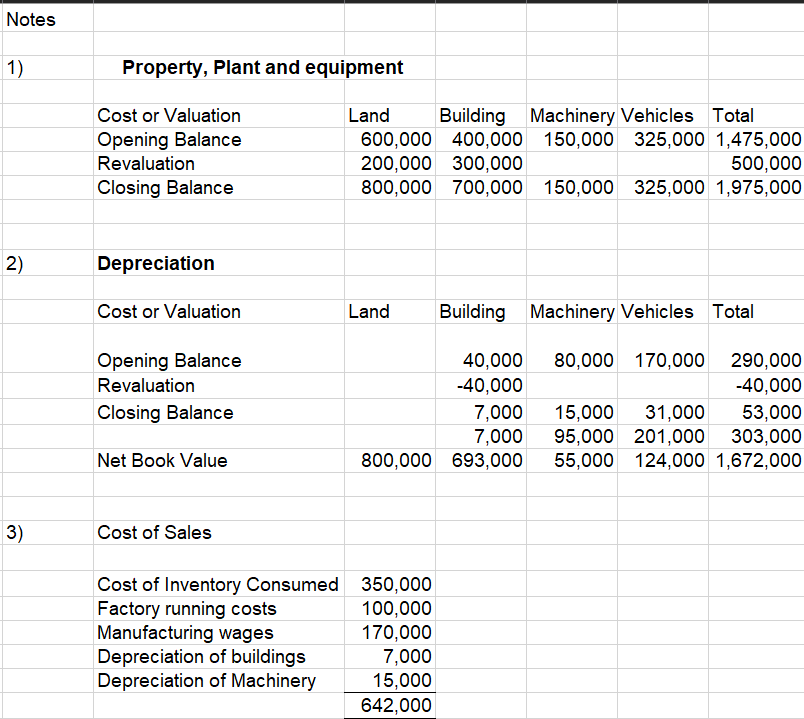 Notes
1) Property, Plant and equipment
Cost or Valuation Land Building Machinery Vehicles Total
Opening Balance 600,000 400,000 150,000 325,000 1,475,000
Revaluation 200,000 300,000 500,000
Closing Balance 800,000 700,000 150,000 325,000 1,975,000
2) Depreciation
Cost or Valuation Land Building Machinery Vehicles Total
Opening Balance 40,000 80,000 170,000 290,000
Revaluation -40,000 -40,000
Closing Balance 7,000 15,000 31,000 53,000
7,000 95,000 201,000 303,000
Net Book Value 800,000 693,000 55,000 124,000 1,672,000
3) Cost of Sales
Cost of Inventory Consumed 350,000
Factory running costs 100,000
Manufacturing wages 170,000
Depreciation of buildings 7,000
Depreciation of Machinery 15,000
642,000